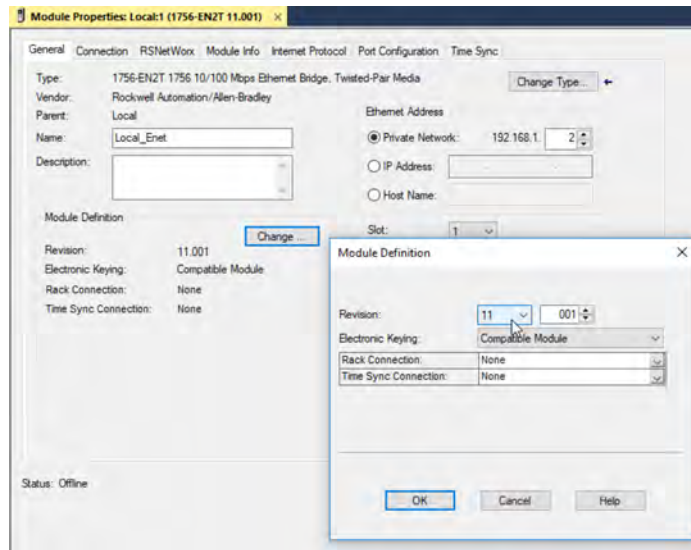 Module Properties: Local:1 (1756-EN2T 11.001) ×
General Connection RSNetWorx Module Info Internet Protocol Port Configuration Time Sync
Type: 1756-EN2T 1756 10/100 Mbps Ethernet Bridge, Twisted-Pair Media
Change Type...
Vendor: Rockwell Automation/Allen-Bradley
Parent: Local
Name: Local_Enet
Description:
Ethernet Address
Private Network: 192.168.1. 2
IP Address:
Host Name:
Module Definition
Change ...
Slot: 1
Revision: 11.001
Electronic Keying: Compatible Module
Rack Connection: None
Time Sync Connection: None
Status: Offline
Module Definition
Revision: 11 001
Electronic Keying: Compatible Module
Rack Connection: None
Time Sync Connection: None
OK Cancel Help